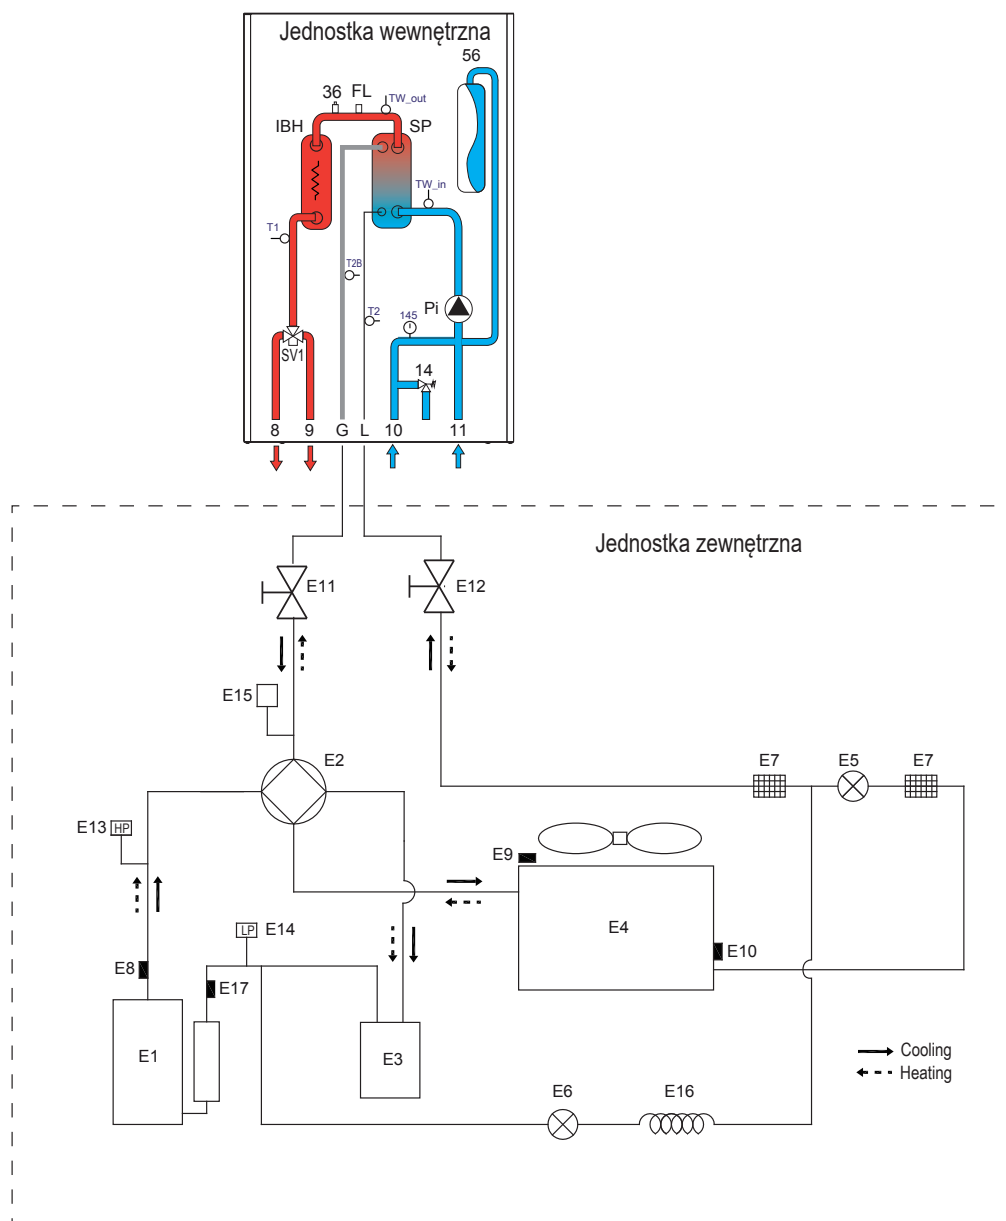 Jednostka wewnętrzna
56
36 FL TW_out
IBH SP
TW_in
T1
T2B
Pi
T2
145
SV1
14
8 9 G L 10 11
Jednostka zewnętrzna
E11 E12
E15
E2 E7 E5 E7
E13 HP
E9
LP E14 E4
E10
E8 E17
E1 E3
Cooling
Heating
E6 E16